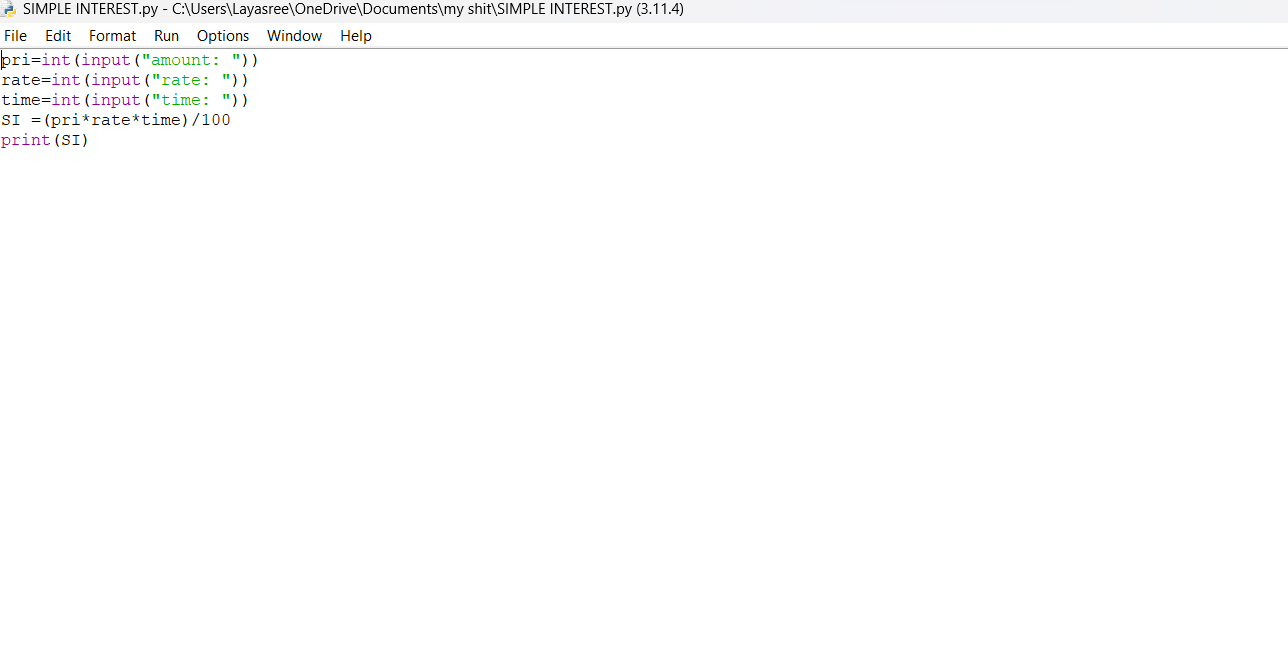 SIMPLE INTEREST.py - C:\Users\Layasree\OneDrive\Documents\my shit\SIMPLE INTEREST.py (3.11.4)
File Edit Format Run Options Window Help
pri=int(input("amount: "))
rate=int(input("rate: "))
time=int(input("time: "))
SI =(pri*rate*time)/100
print(SI)